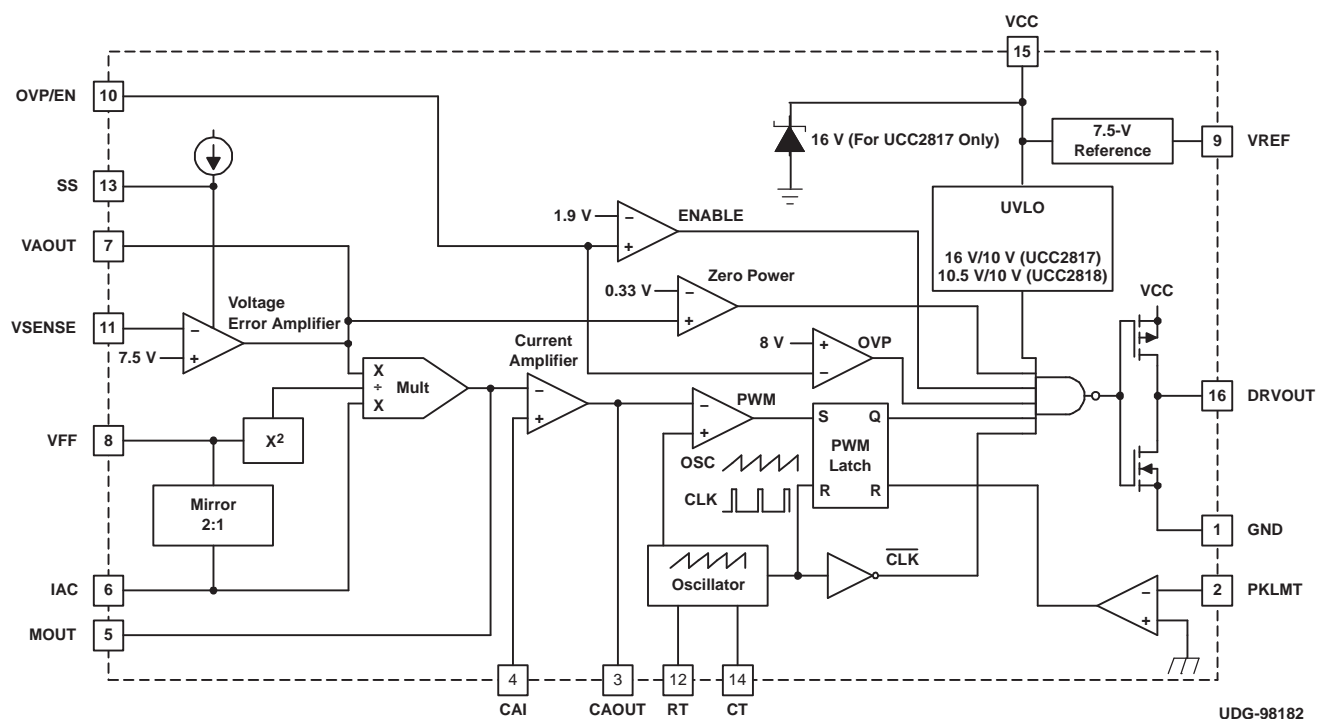 VCC
15
OVP/EN
10
16 V (For UCC2817 Only)
7.5-V
Reference
9
VREF
SS
13
1.9 V
−
+
ENABLE
UVLO
16 V/10 V (UCC2817)
10.5 V/10 V (UCC2818)
VAOUT
7
Zero Power
0.33 V
−
+
VCC
VSENSE
11
−
+
7.5 V
Voltage
Error Amplifier
Current
Amplifier
8 V
+
−
OVP
X
÷
X
Mult
−
+
−
+
PWM
16
DRVOUT
VFF
8
X2
S
Q
PWM
Latch
R
R
OSC
CLK
Mirror
2:1
1
GND
CLK
Oscillator
IAC
6
−
+
2
PKLMT
MOUT
5
4
3
12
14
CAI
CAOUT
RT
CT
UDG-98182